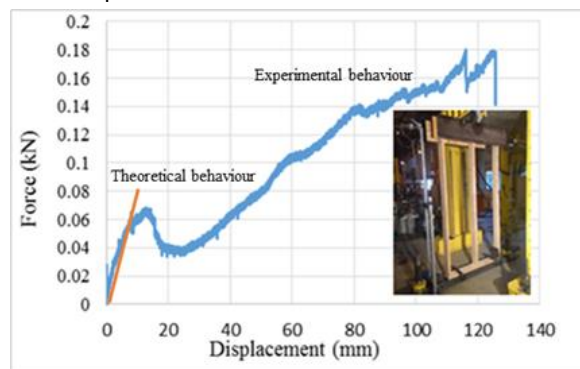 0.2
0.18
0.16
0.14
0.12
0.1
0.08
0.06
0.04
0.02
0
Force (kN)
Experimental behaviour
Theoretical behaviour
0 20 40 60 80 100 120 140
Displacement (mm)